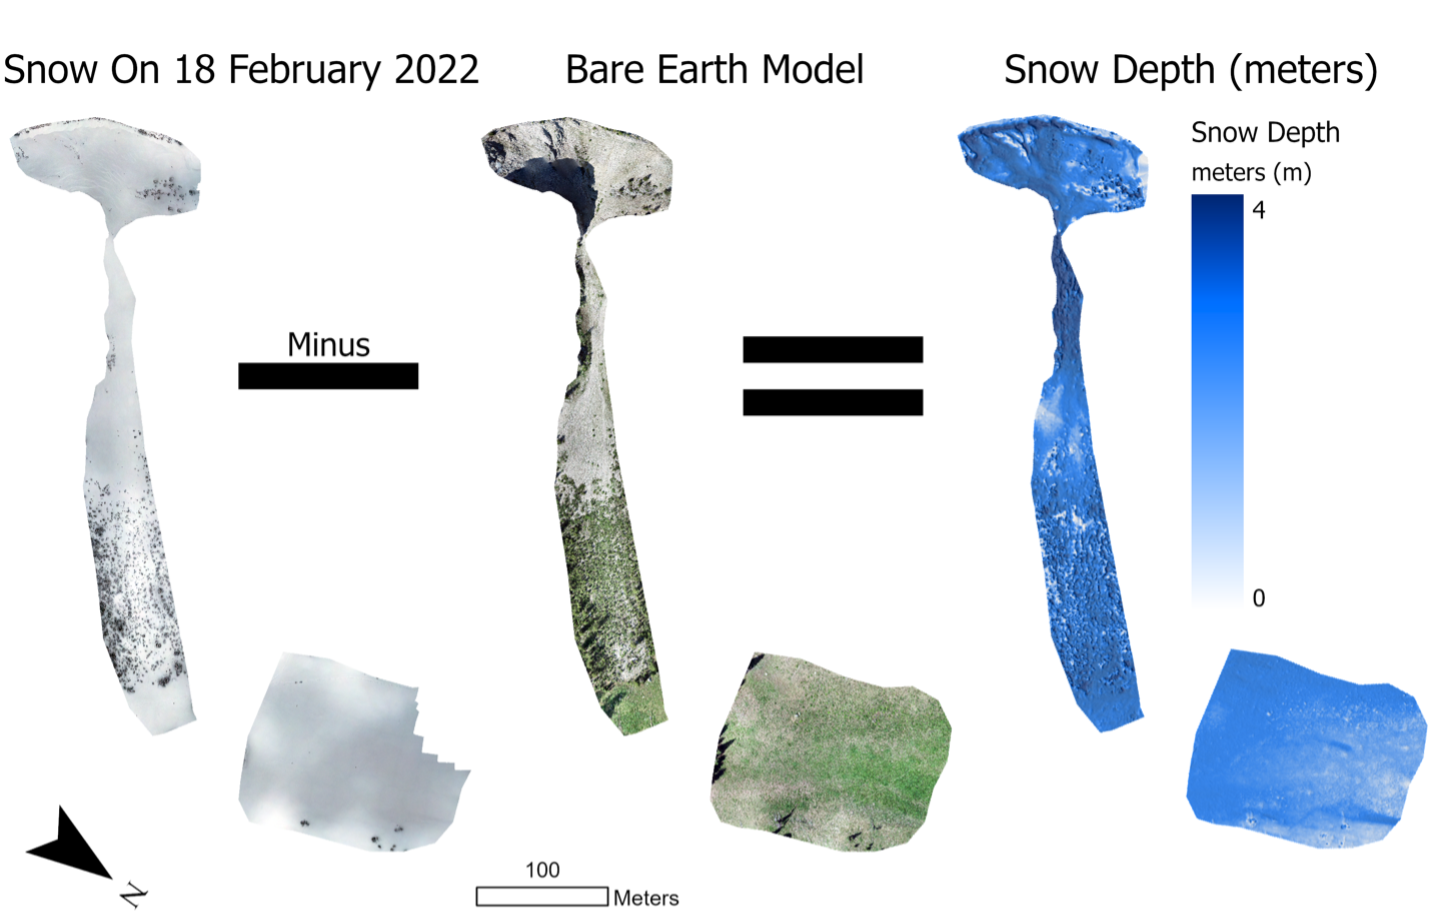 Snow On 18 February 2022
Bare Earth Model
Snow Depth (meters)
Snow Depth
meters (m)
4
Minus
0
100
Meters
N